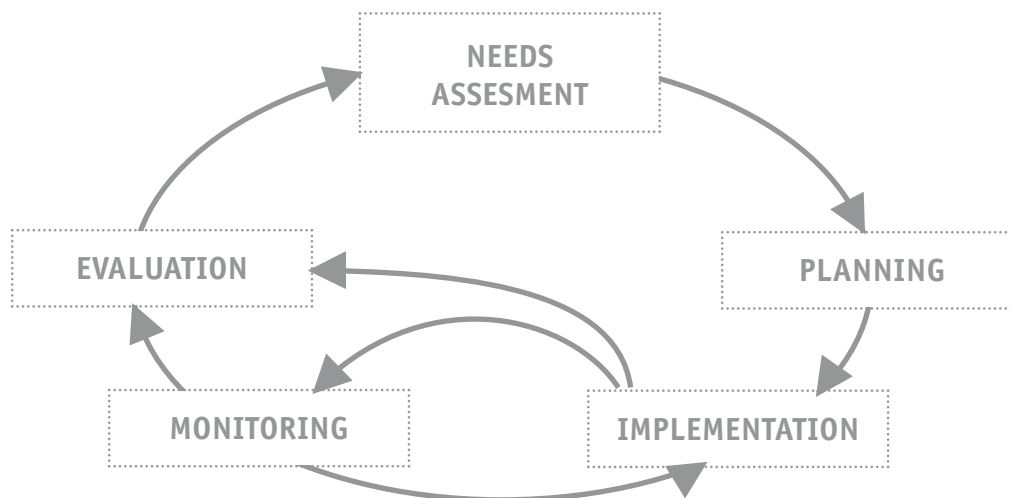 NEEDS
ASSESMENT
EVALUATION
PLANNING
MONITORING
IMPLEMENTATION